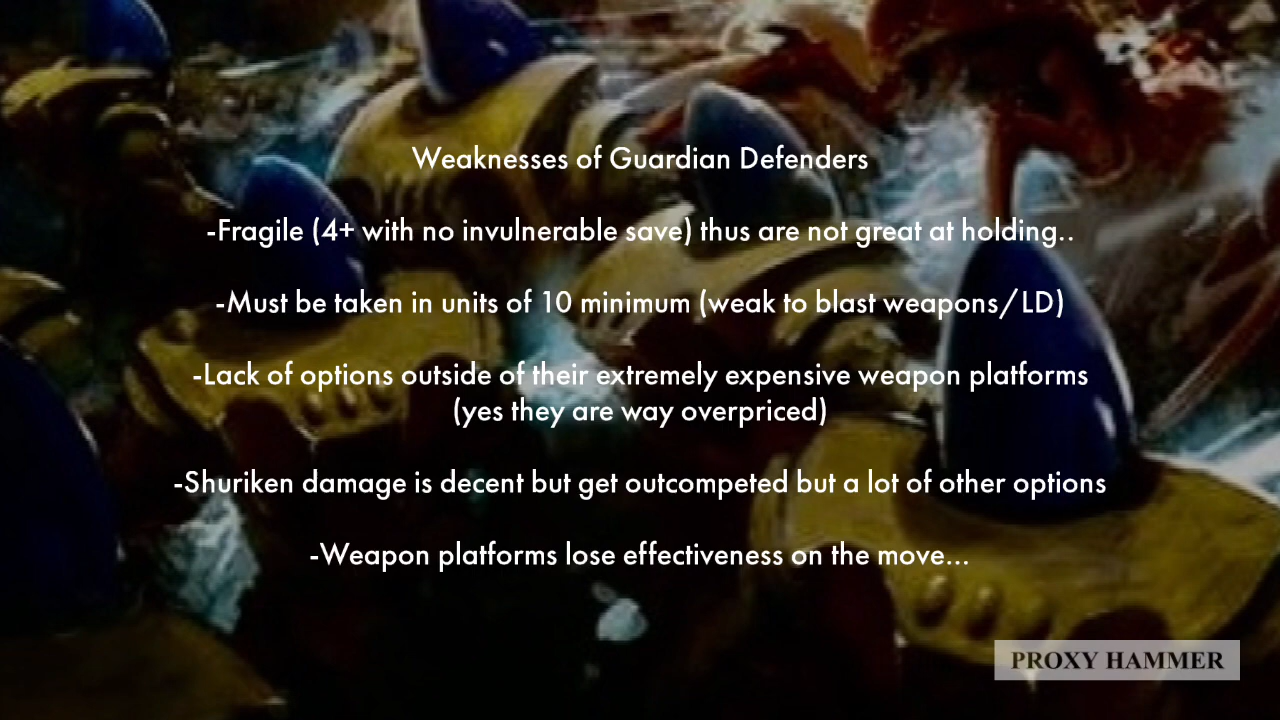 Weaknesses of Guardian Defenders
-Fragile (4+ with no invulnerable save) thus are not great at holding..
-Must be taken in units of 10 minimum (weak to blast weapons/LD)
-Lack of options outside of their extremely expensive weapon platforms
(yes they are way overpriced)
-Shuriken damage is decent but get outcompeted but a lot of other options
-Weapon platforms lose effectiveness on the move...
PROXY HAMMER